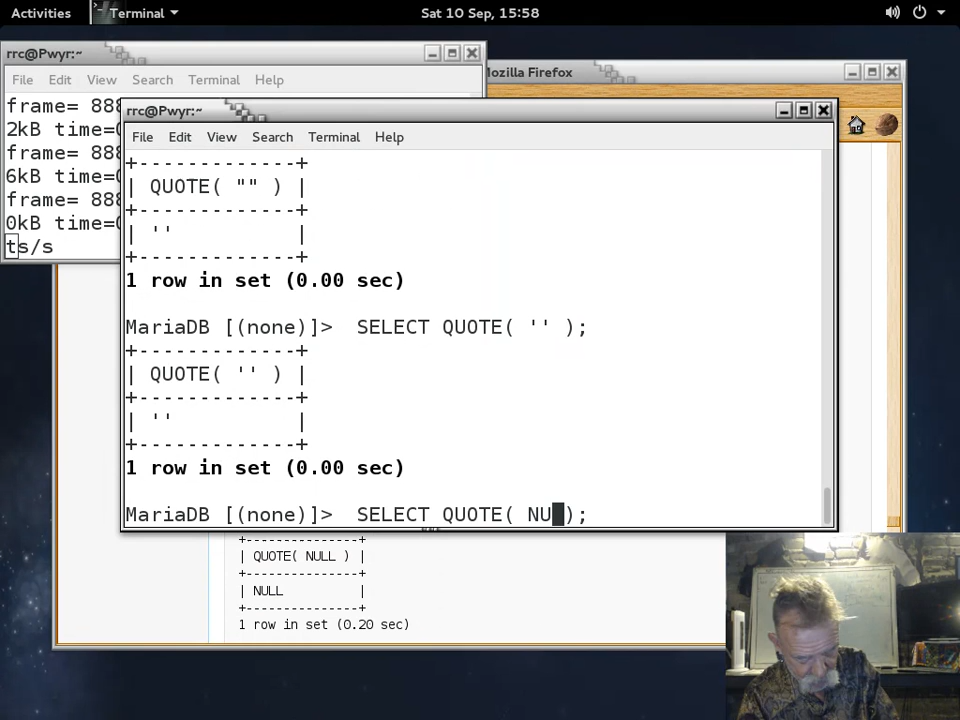 Activities
Terminal
Sat 10 Sep, 15:58
rrc@Pwyr:~
File Edit View Search Terminal Help
frame= 888
2kB time=0
frame= 888
6kB time=0
frame= 888
0kB time=0
ts/s
Mozilla Firefox
rrc@Pwyr:~
File Edit View Search Terminal Help
+-------------+
| QUOTE( "" ) |
+-------------+
| ''          |
+-------------+
1 row in set (0.00 sec)
MariaDB [(none)]>  SELECT QUOTE( '' );
+-------------+
| QUOTE( '' ) |
+-------------+
| ''          |
+-------------+
1 row in set (0.00 sec)
MariaDB [(none)]>  SELECT QUOTE( NU );
+---------------+
| QUOTE( NULL ) |
+---------------+
| NULL          |
+---------------+
1 row in set (0.20 sec)